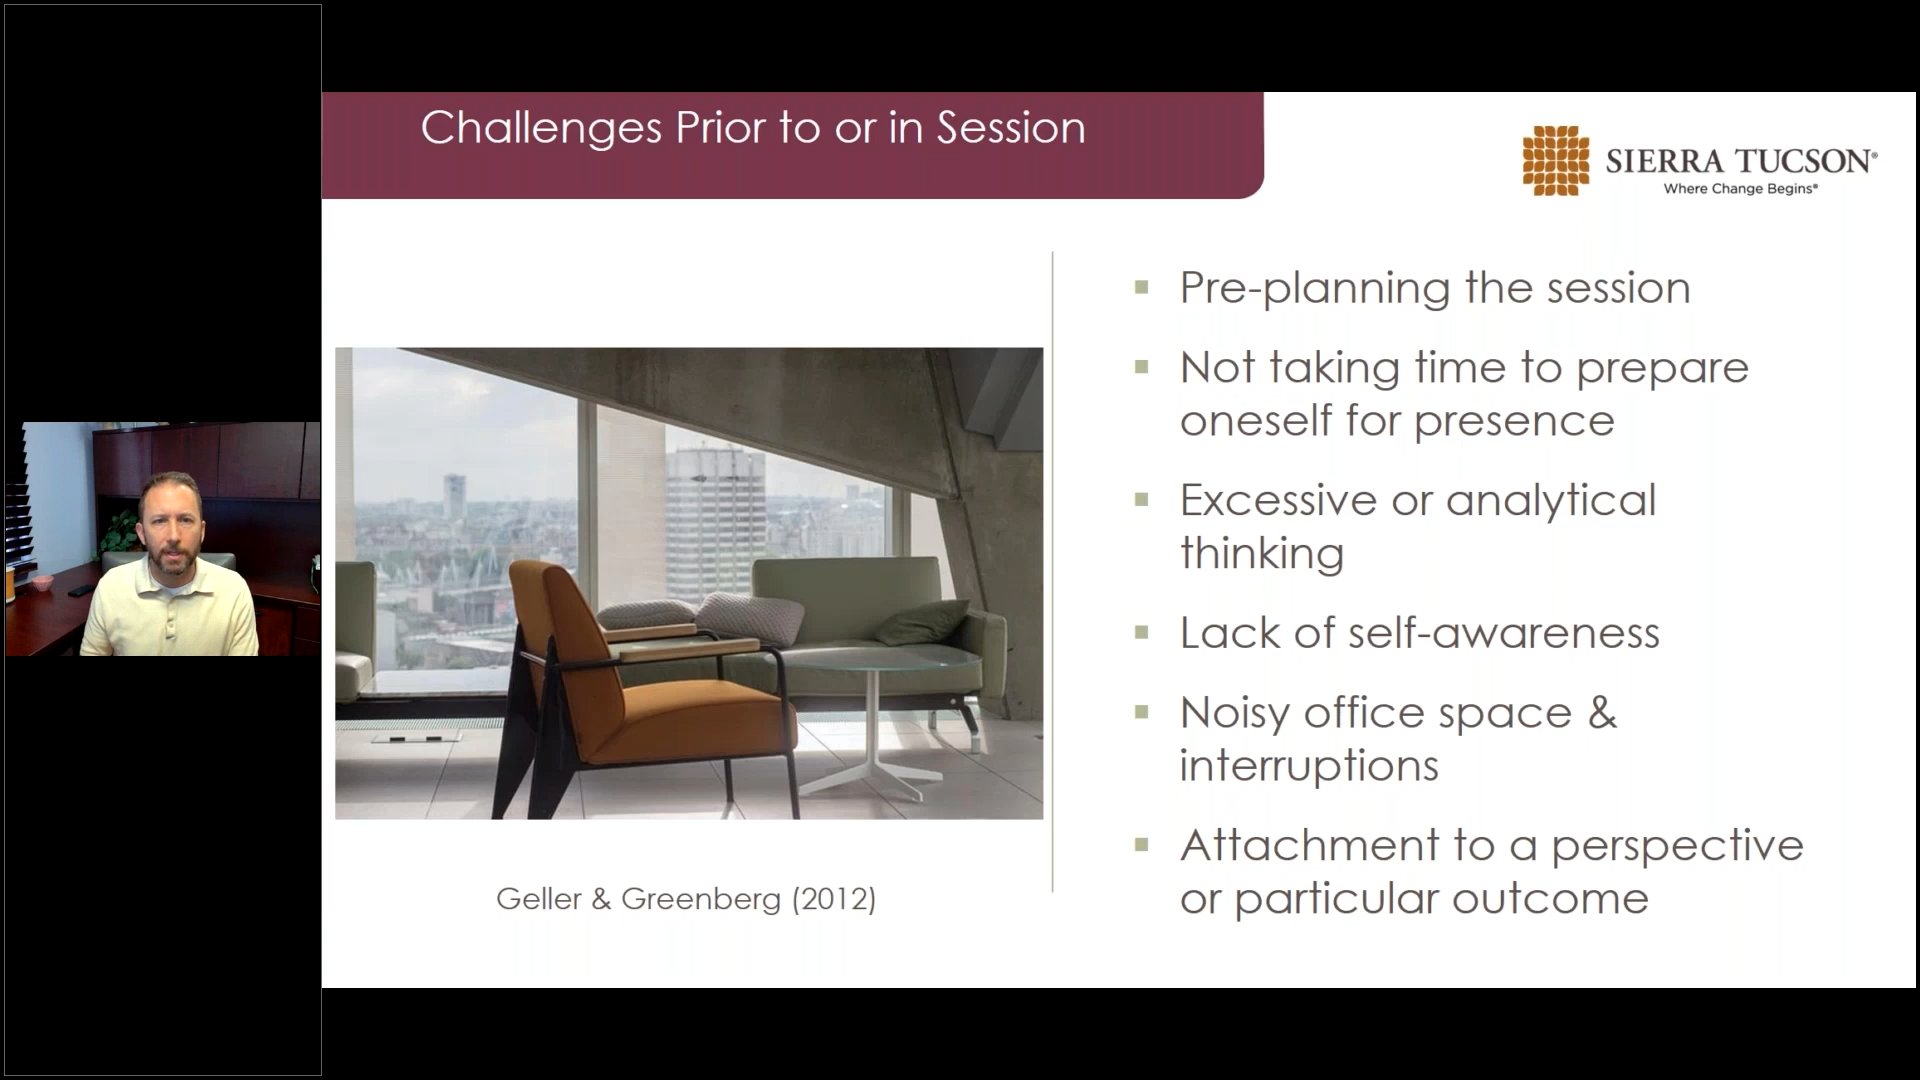 Challenges Prior to or in Session
SIERRA TUCSON®
Where Change Begins®
Pre-planning the session
Not taking time to prepare
oneself for presence
Excessive or analytical
thinking
Lack of self-awareness
Noisy office space &
interruptions
Attachment to a perspective
or particular outcome
Geller & Greenberg (2012)